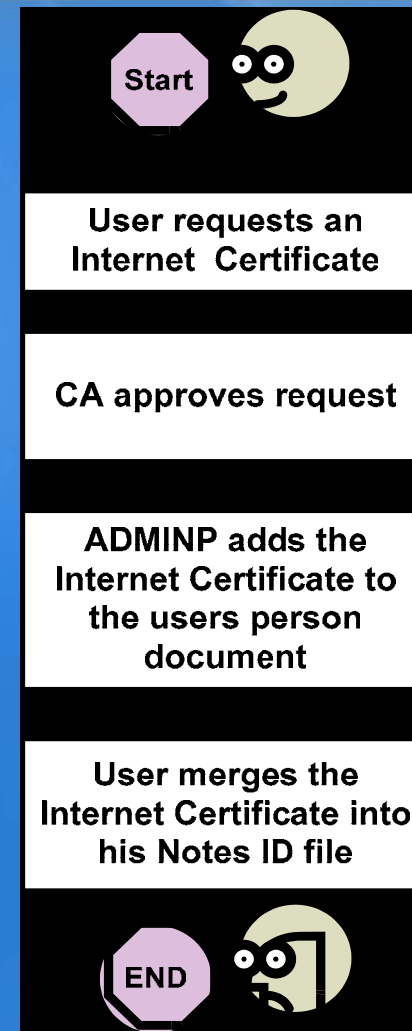 Start
User requests an
Internet Certificate
CA approves request
ADMINP adds the
Internet Certificate to
the users person
document
User merges the
Internet Certificate into
his Notes ID file
END